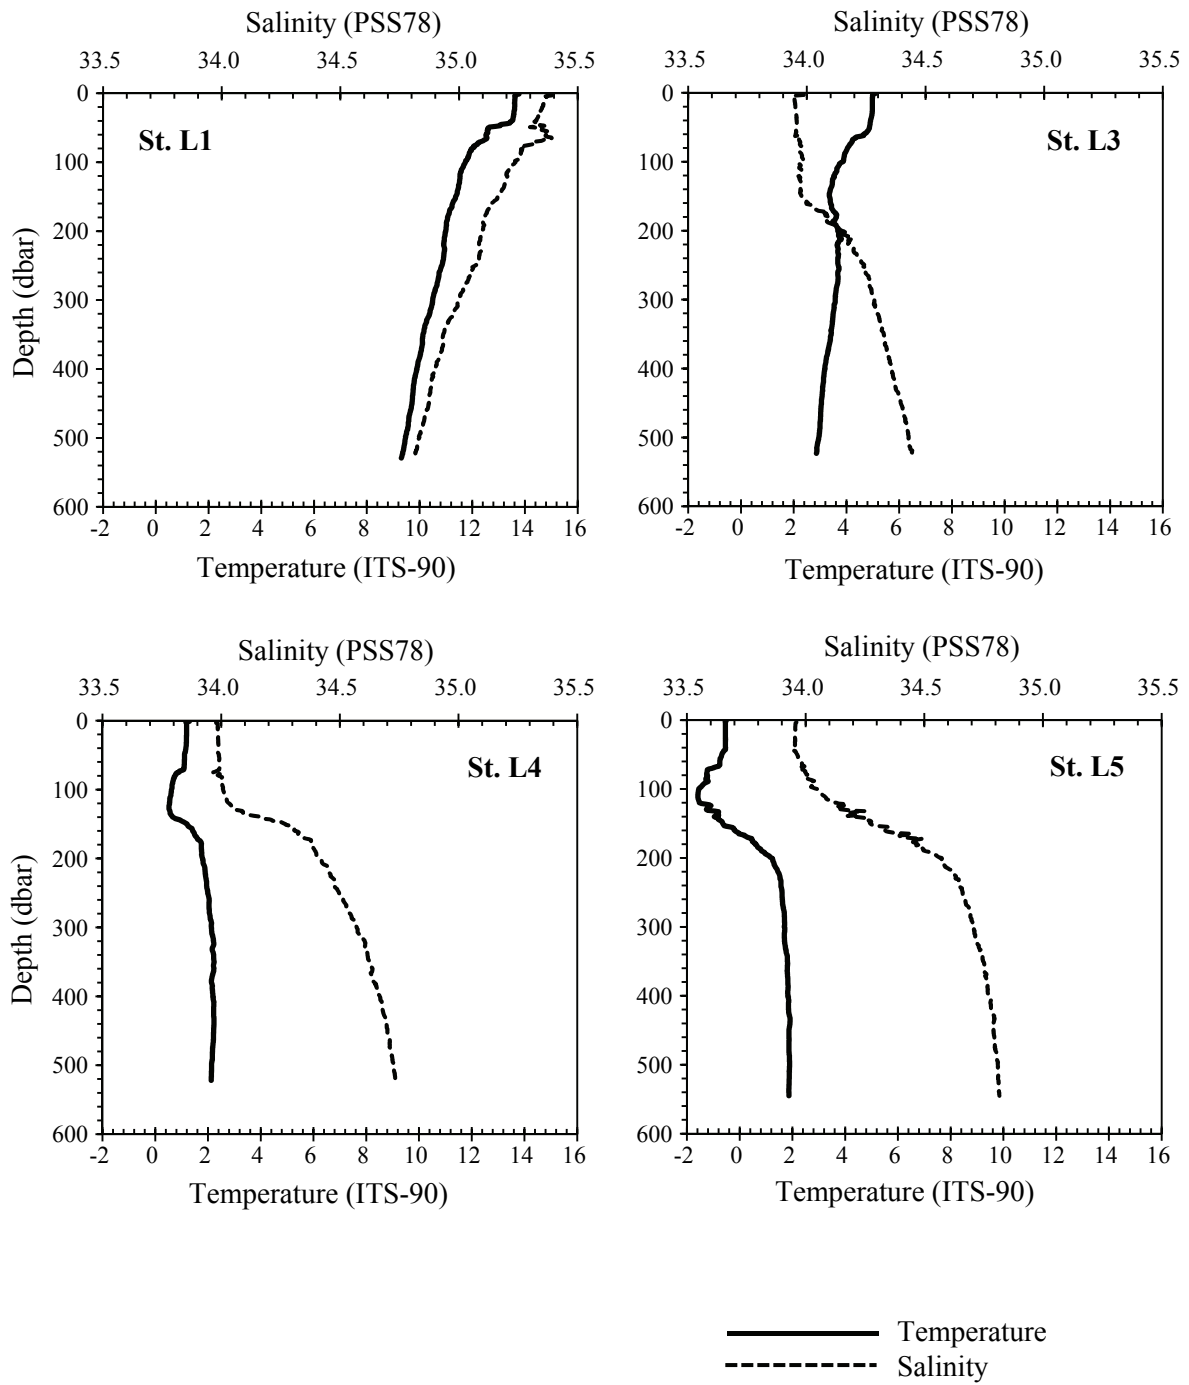 Salinity (PSS78)
33.5 34.0 34.5 35.0 35.5
0
100
200
300
400
500
600
St. L1
Depth (dbar)
-2 0 2 4 6 8 10 12 14 16
Temperature (ITS-90)
Salinity (PSS78)
33.5 34.0 34.5 35.0 35.5
0
100
200
300
400
500
600
St. L3
-2 0 2 4 6 8 10 12 14 16
Temperature (ITS-90)
Salinity (PSS78)
33.5 34.0 34.5 35.0 35.5
0
100
200
300
400
500
600
St. L4
Depth (dbar)
-2 0 2 4 6 8 10 12 14 16
Temperature (ITS-90)
Salinity (PSS78)
33.5 34.0 34.5 35.0 35.5
0
100
200
300
400
500
600
St. L5
-2 0 2 4 6 8 10 12 14 16
Temperature (ITS-90)
Temperature
Salinity